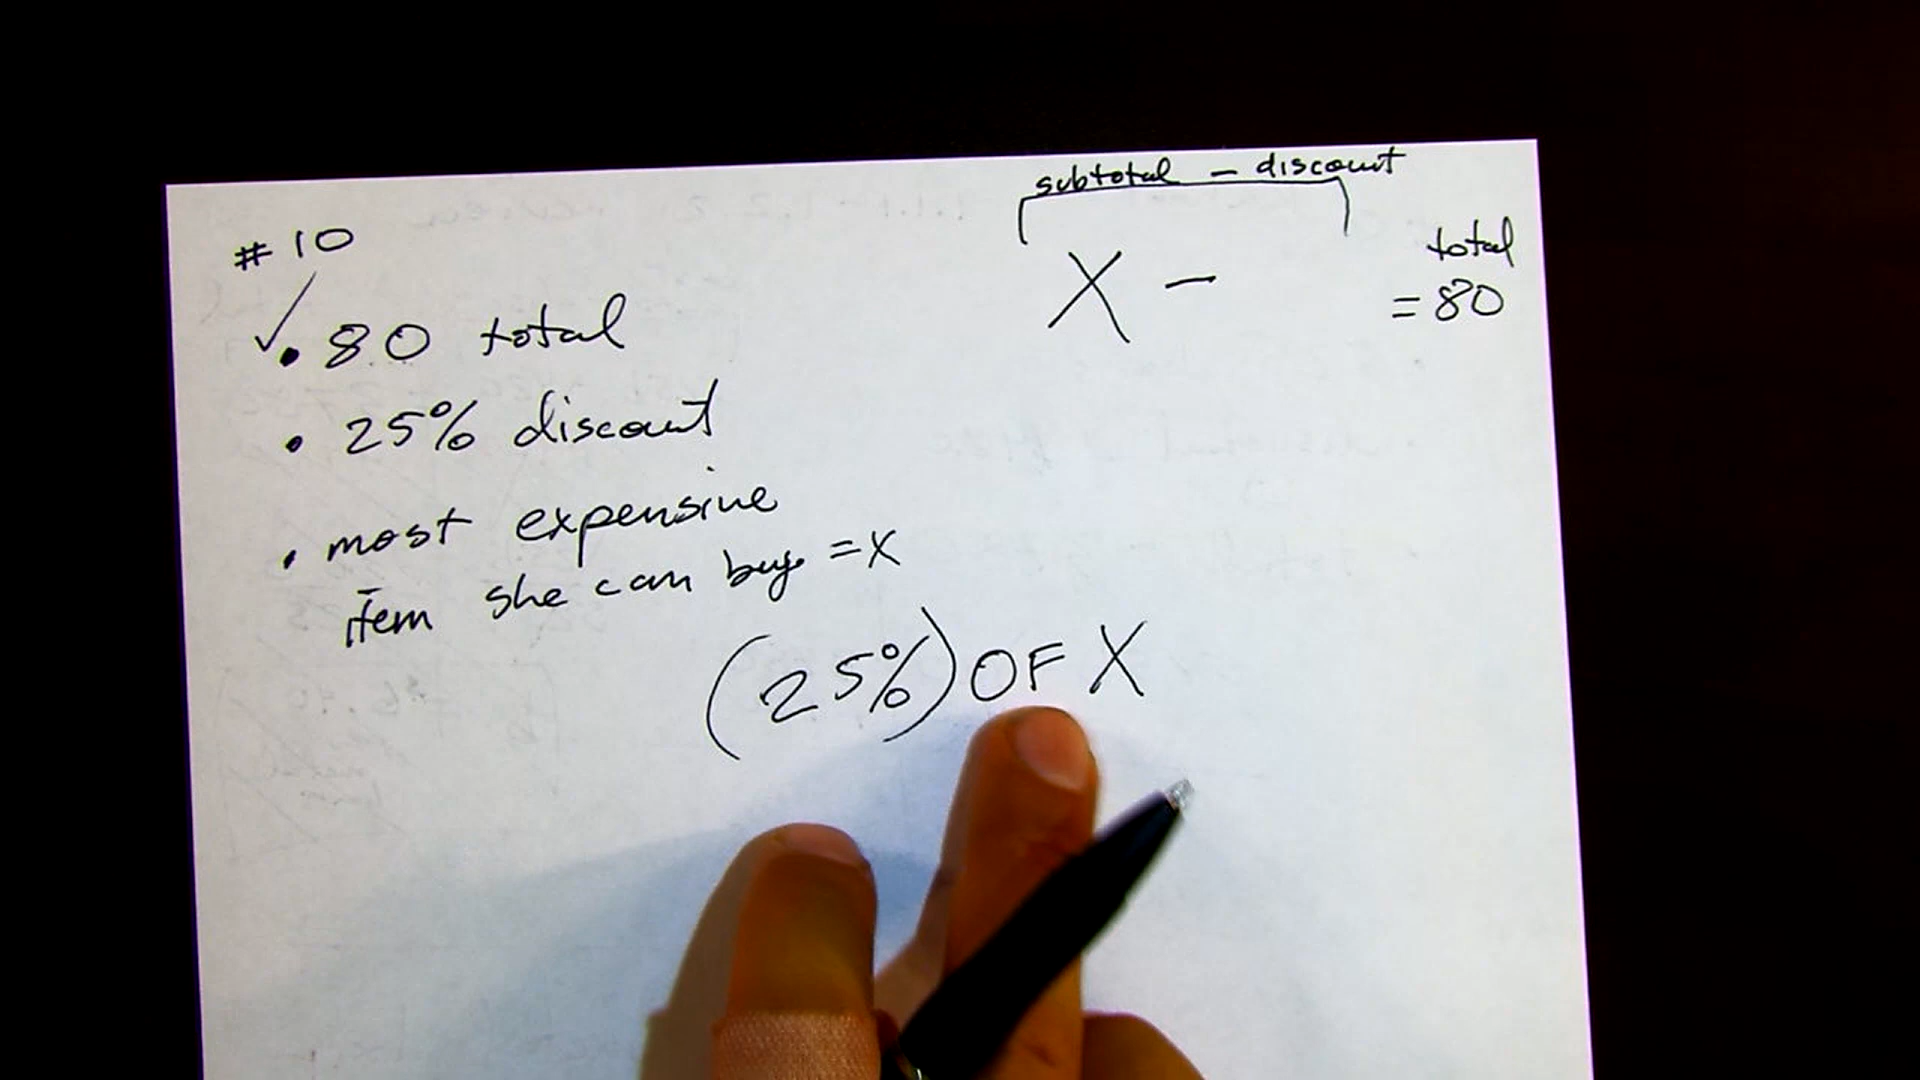 subtotal - discount
# 10
X -
total
= 80
✓• 80 total
• 25% discount
• most expensive
item she can buy = X
(25%) OF X